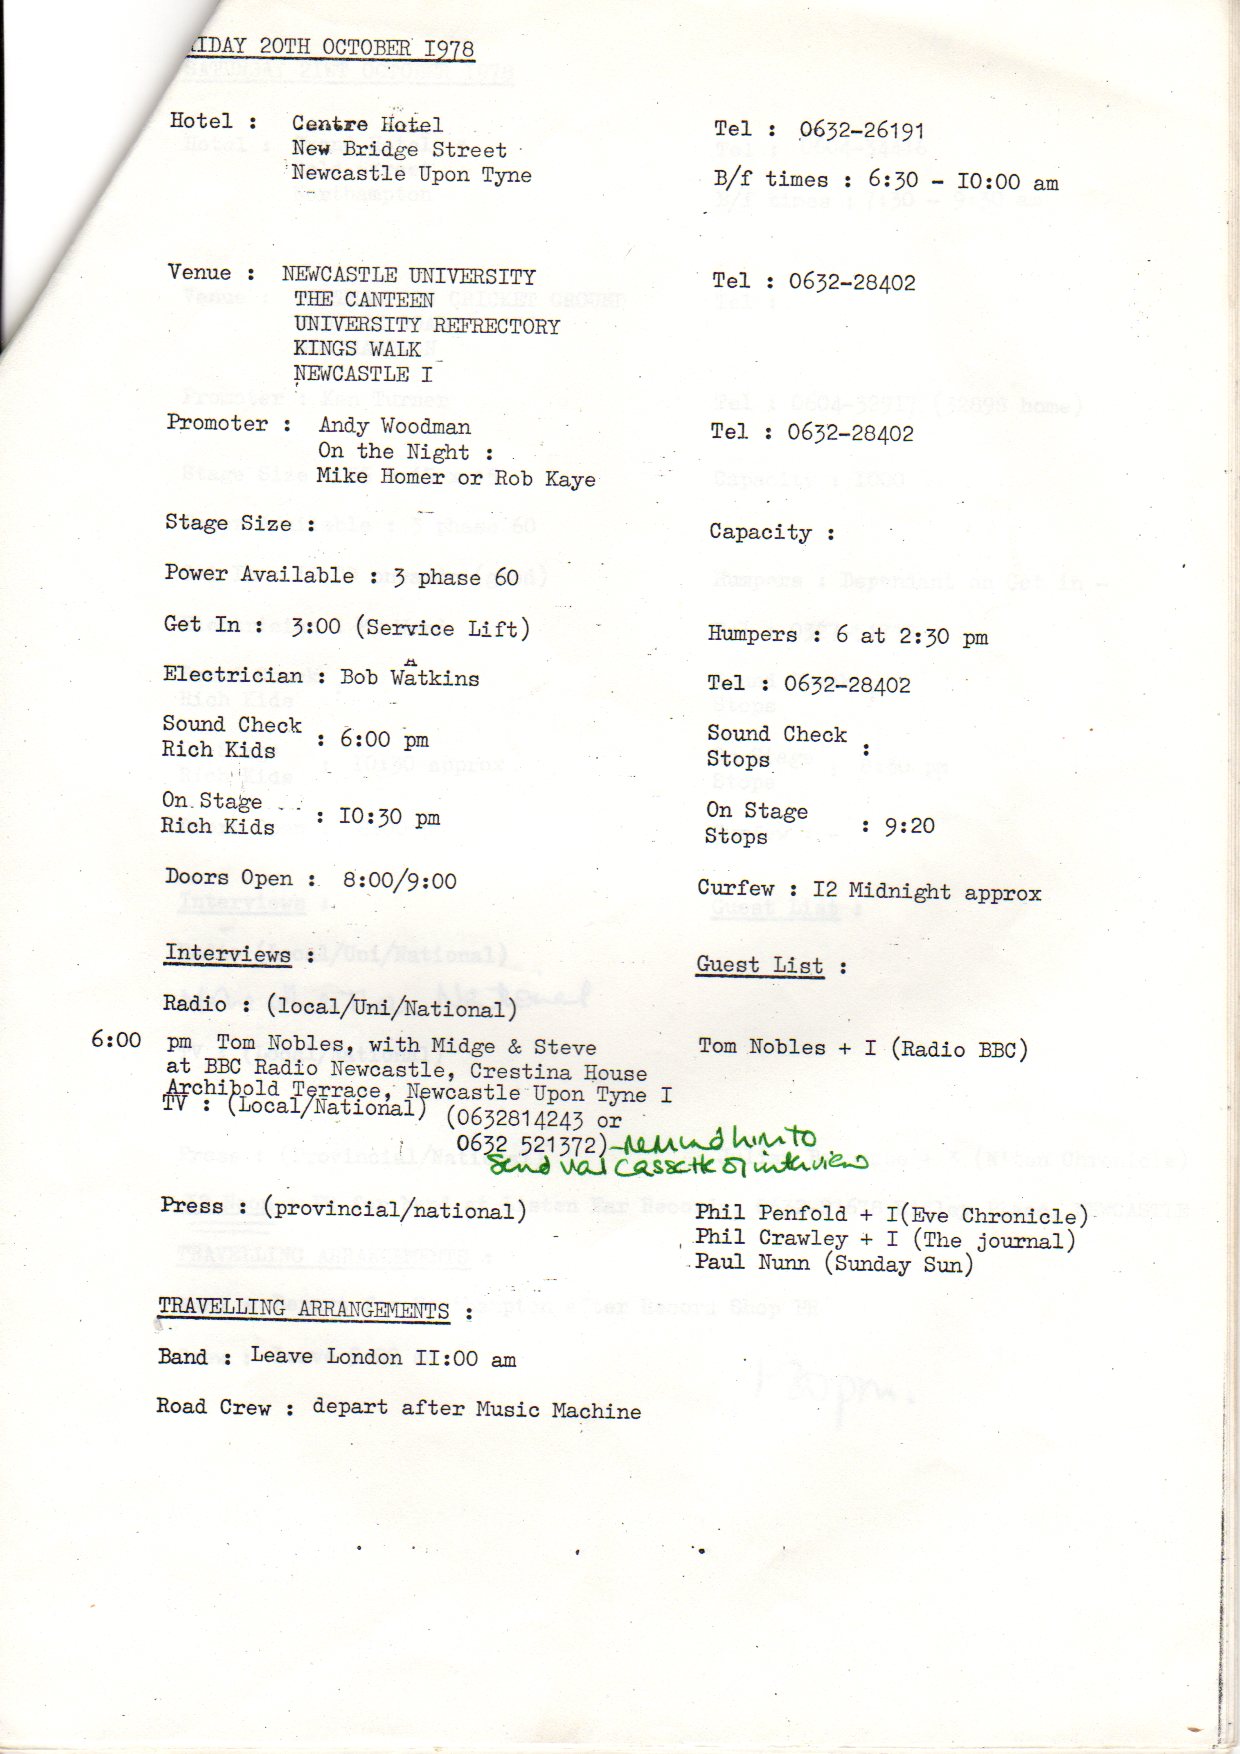 IDAY 20TH OCTOBER I978
Hotel : Centre Hotel
New Bridge Street
Newcastle Upon Tyne
Tel : 0632-26191
B/f times : 6:30 - I0:00 am
Venue : NEWCASTLE UNIVERSITY
THE CANTEEN
UNIVERSITY REFRECTORY
KINGS WALK
NEWCASTLE I
Tel : 0632-28402
Promoter : Andy Woodman
On the Night :
Mike Homer or Rob Kaye
Tel : 0632-28402
Stage Size :
Capacity :
Power Available : 3 phase 60
Get In : 3:00 (Service Lift)
Humpers : 6 at 2:30 pm
Electrician : Bob Watkins
Tel : 0632-28402
Sound Check
Rich Kids : 6:00 pm
Sound Check
Stops :
On Stage
Rich Kids : I0:30 pm
On Stage
Stops : 9:20
Doors Open : 8:00/9:00
Curfew : I2 Midnight approx
Interviews :
Guest List :
Radio : (local/Uni/National)
6:00 pm Tom Nobles, with Midge & Steve
at BBC Radio Newcastle, Crestina House
Archibold Terrace, Newcastle Upon Tyne I
Tom Nobles + I (Radio BBC)
TV : (Local/National) (0632814243 or
0632 521372) - remind him to
send val cassette of interview
Press : (provincial/national)
Phil Penfold + I(Eve Chronicle)
Phil Crawley + I (The journal)
Paul Nunn (Sunday Sun)
TRAVELLING ARRANGEMENTS :
Band : Leave London II:00 am
Road Crew : depart after Music Machine